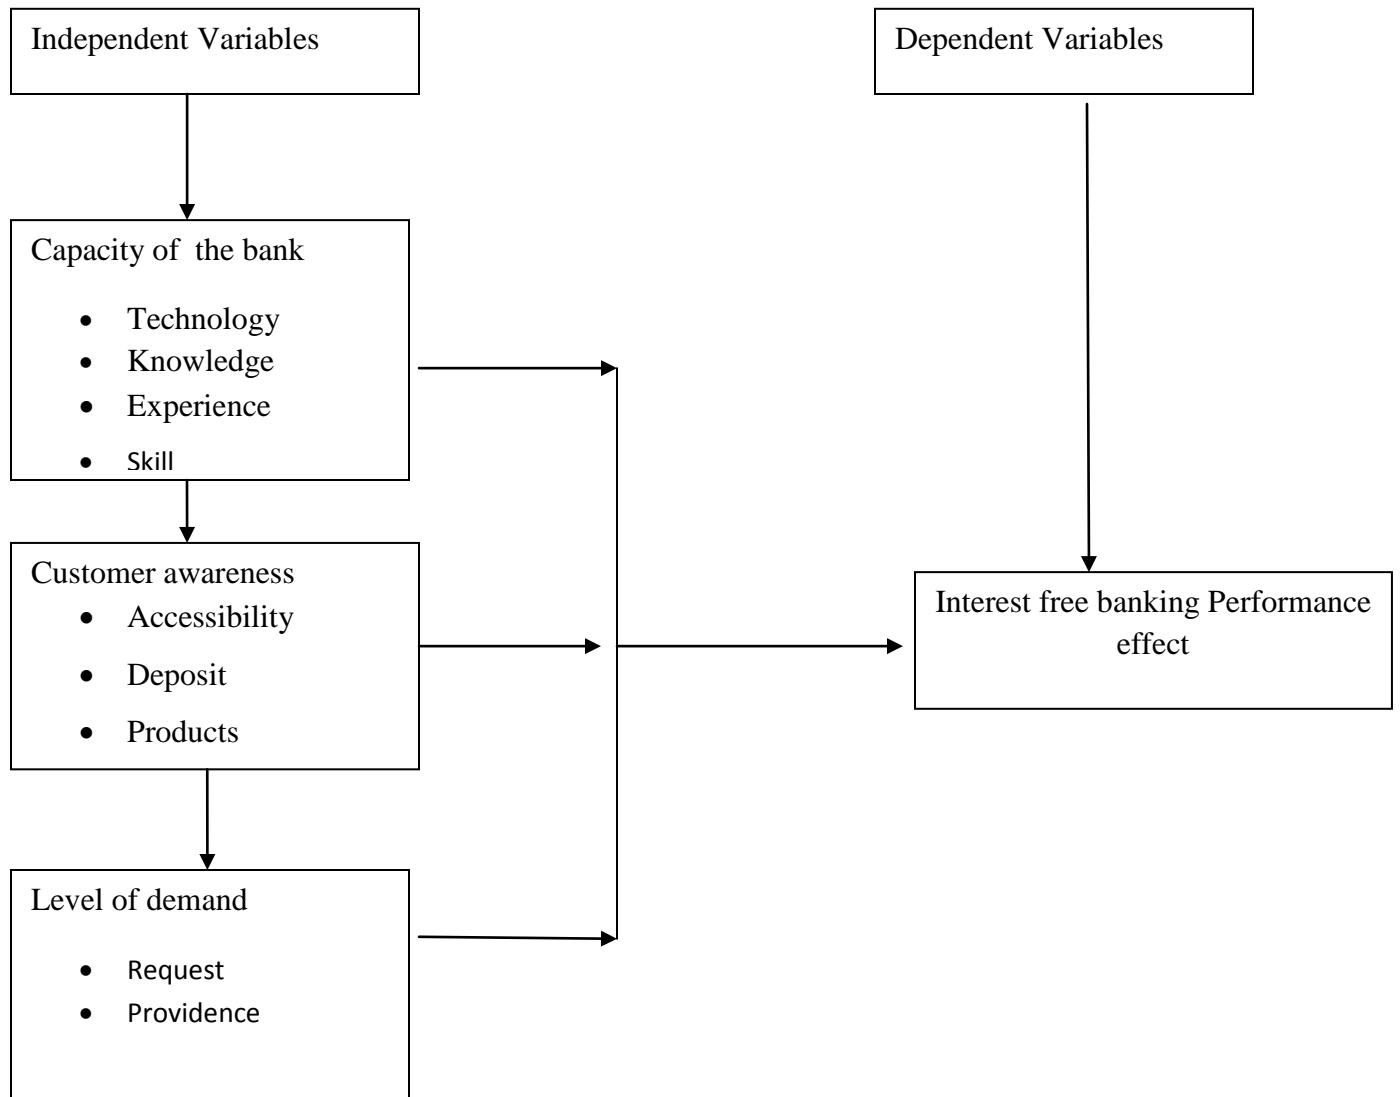 Independent Variables
Dependent Variables
Capacity of the bank
• Technology
• Knowledge
• Experience
• Skill
Customer awareness
• Accessibility
• Deposit
• Products
Interest free banking Performance
effect
Level of demand
• Request
• Providence